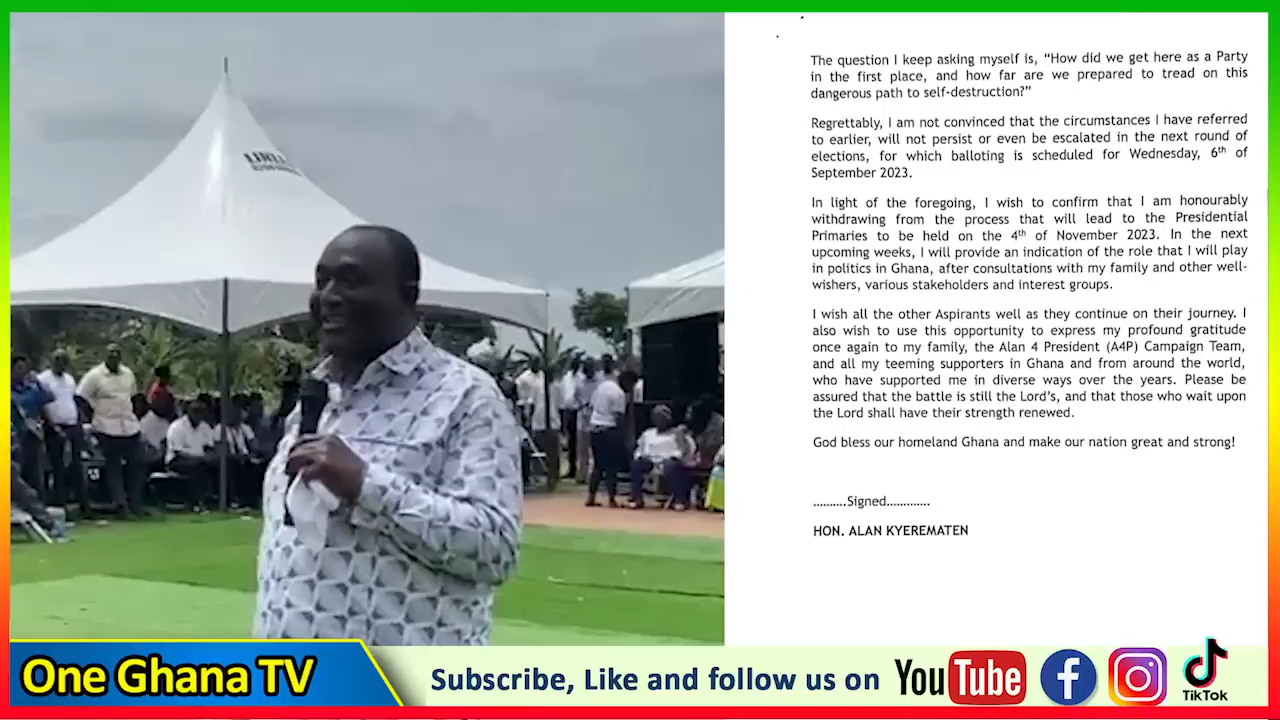 The question I keep asking myself is, “How did we get here as a Party
in the first place, and how far are we prepared to tread on this
dangerous path to self-destruction?”
Regrettably, I am not convinced that the circumstances I have referred
to earlier, will not persist or even be escalated in the next round of
elections, for which balloting is scheduled for Wednesday, 6th of
September 2023.
In light of the foregoing, I wish to confirm that I am honourably
withdrawing from the process that will lead to the Presidential
Primaries to be held on the 4th of November 2023. In the next
upcoming weeks, I will provide an indication of the role that I will play
in politics in Ghana, after consultations with my family and other well-
wishers, various stakeholders and interest groups.
I wish all the other Aspirants well as they continue on their journey. I
also wish to use this opportunity to express my profound gratitude
once again to my family, the Alan 4 President (A4P) Campaign Team,
and all my teeming supporters in Ghana and from around the world,
who have supported me in diverse ways over the years. Please be
assured that the battle is still the Lord’s, and that those who wait upon
the Lord shall have their strength renewed.
God bless our homeland Ghana and make our nation great and strong!
..........Signed.............
HON. ALAN KYEREMATEN
One Ghana TV
Subscribe, Like and follow us on YouTube
TikTok